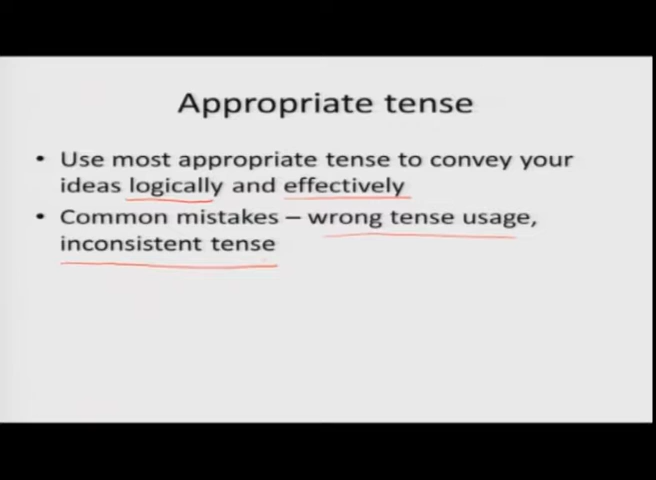 Appropriate tense
• Use most appropriate tense to convey your
ideas logically and effectively
• Common mistakes – wrong tense usage,
inconsistent tense